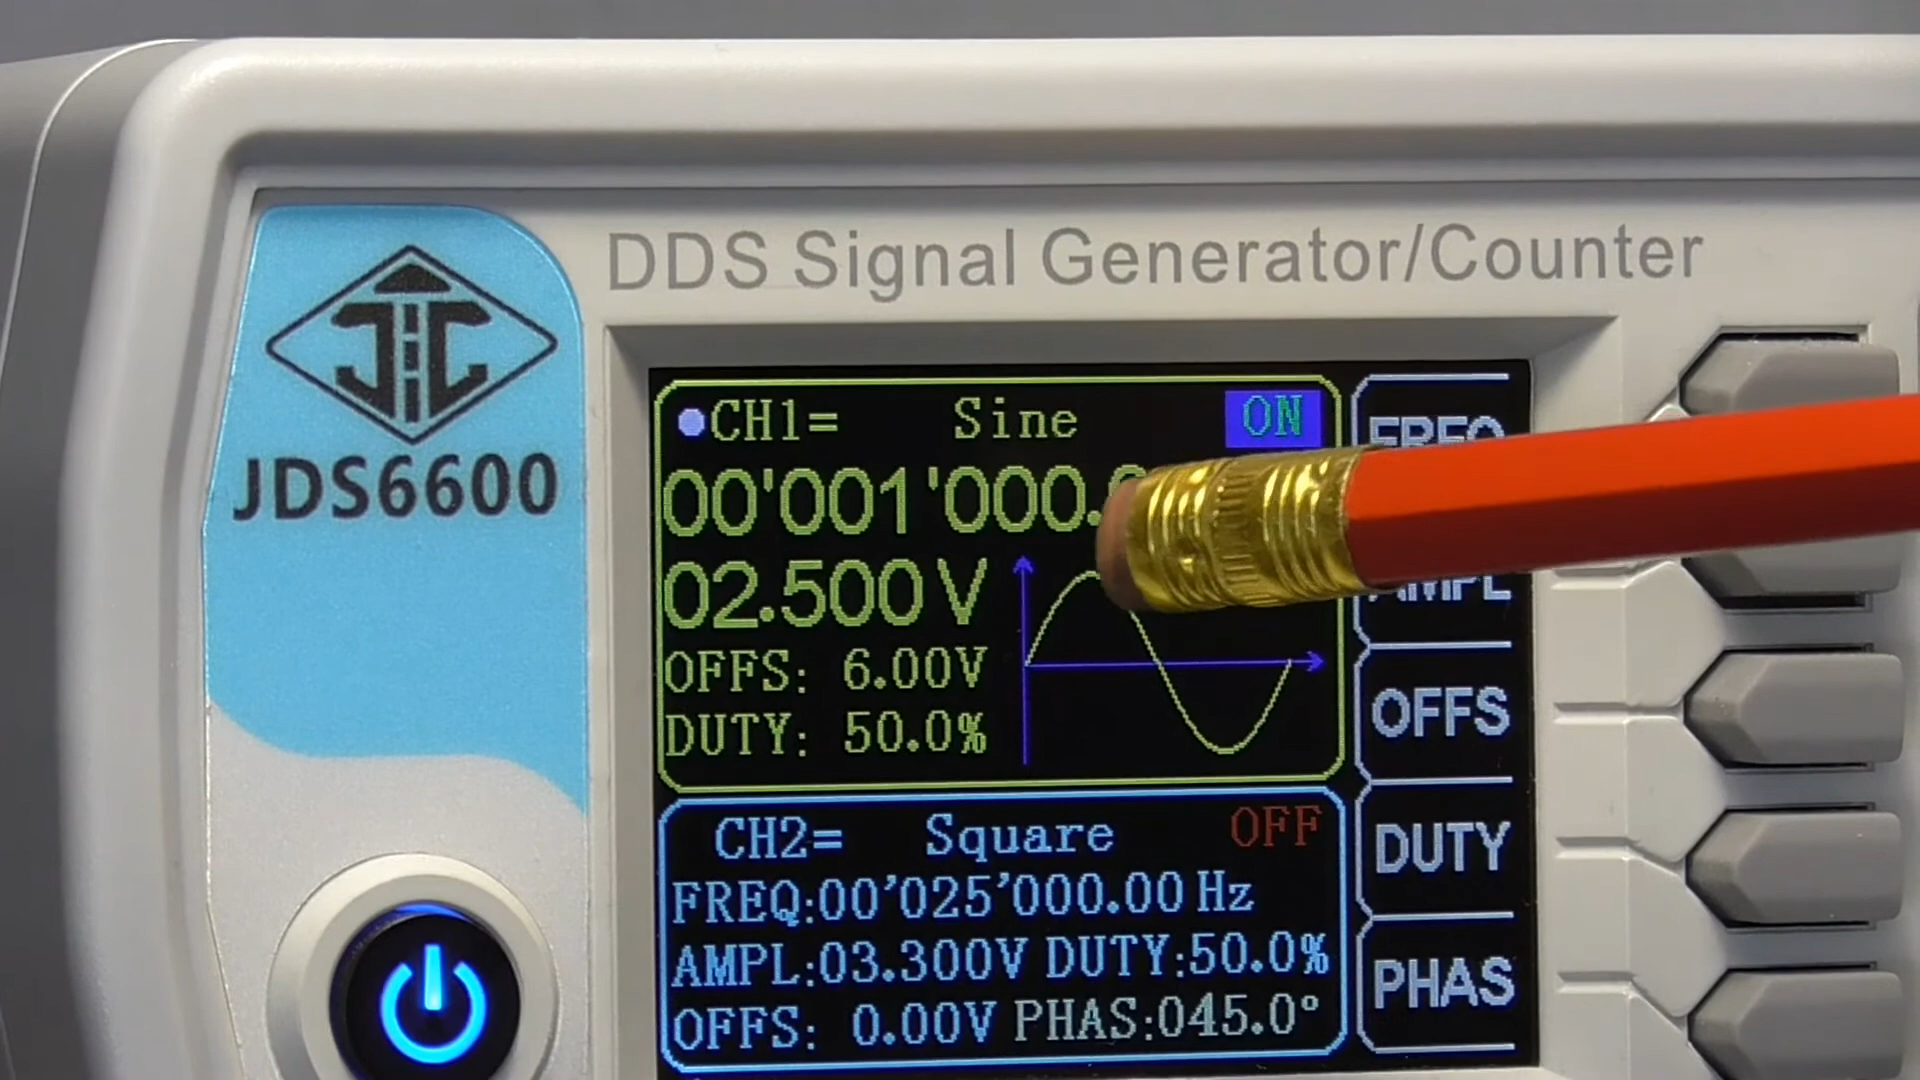 DDS Signal Generator/Counter
JDS6600
CH1= Sine ON
00'001'000.
02.500 V
OFFS: 6.00V
DUTY: 50.0%
CH2= Square OFF
FREQ:00'025'000.00 Hz
AMPL:03.300V DUTY:50.0%
OFFS: 0.00V PHAS:045.0°
FREQ
AMPL
OFFS
DUTY
PHAS